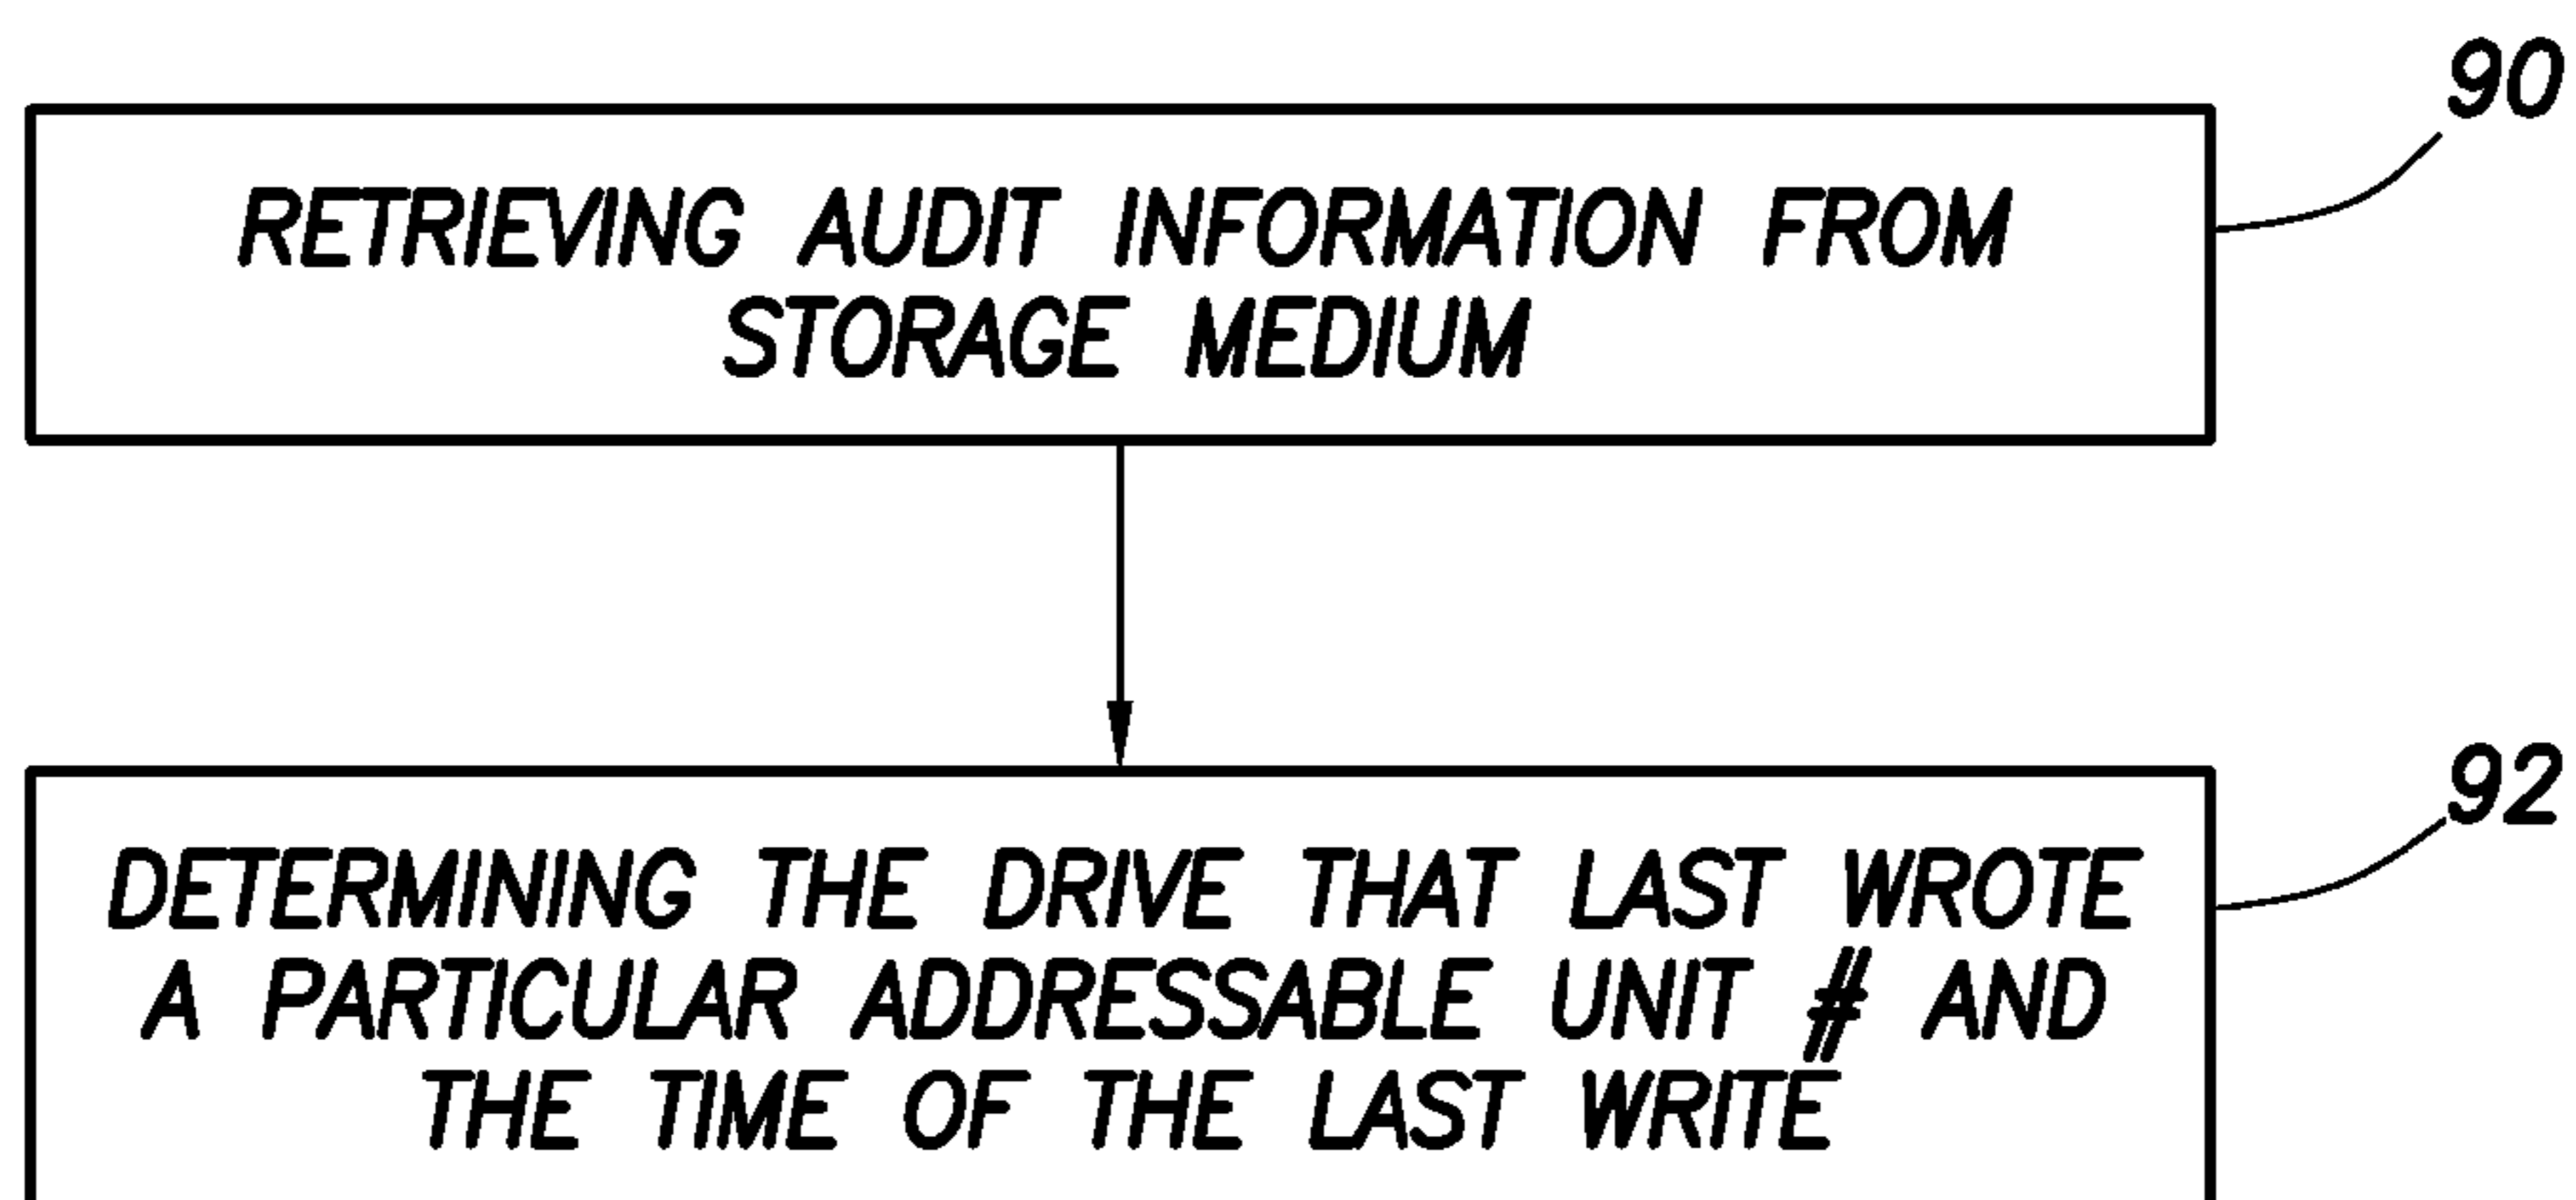 90
RETRIEVING AUDIT INFORMATION FROM
STORAGE MEDIUM
92
DETERMINING THE DRIVE THAT LAST WROTE
A PARTICULAR ADDRESSABLE UNIT # AND
THE TIME OF THE LAST WRITE